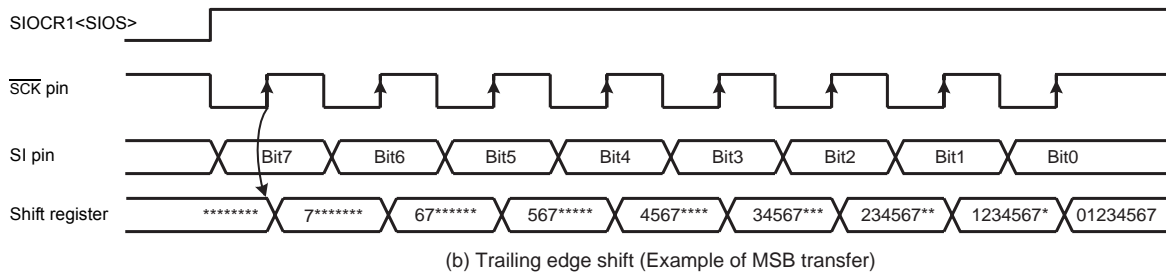 SIOCR1<SIOS>
SCK pin
SI pin Bit7 Bit6 Bit5 Bit4 Bit3 Bit2 Bit1 Bit0
Shift register ******** 7******* 67****** 567***** 4567**** 34567*** 234567** 1234567* 01234567
(b) Trailing edge shift (Example of MSB transfer)